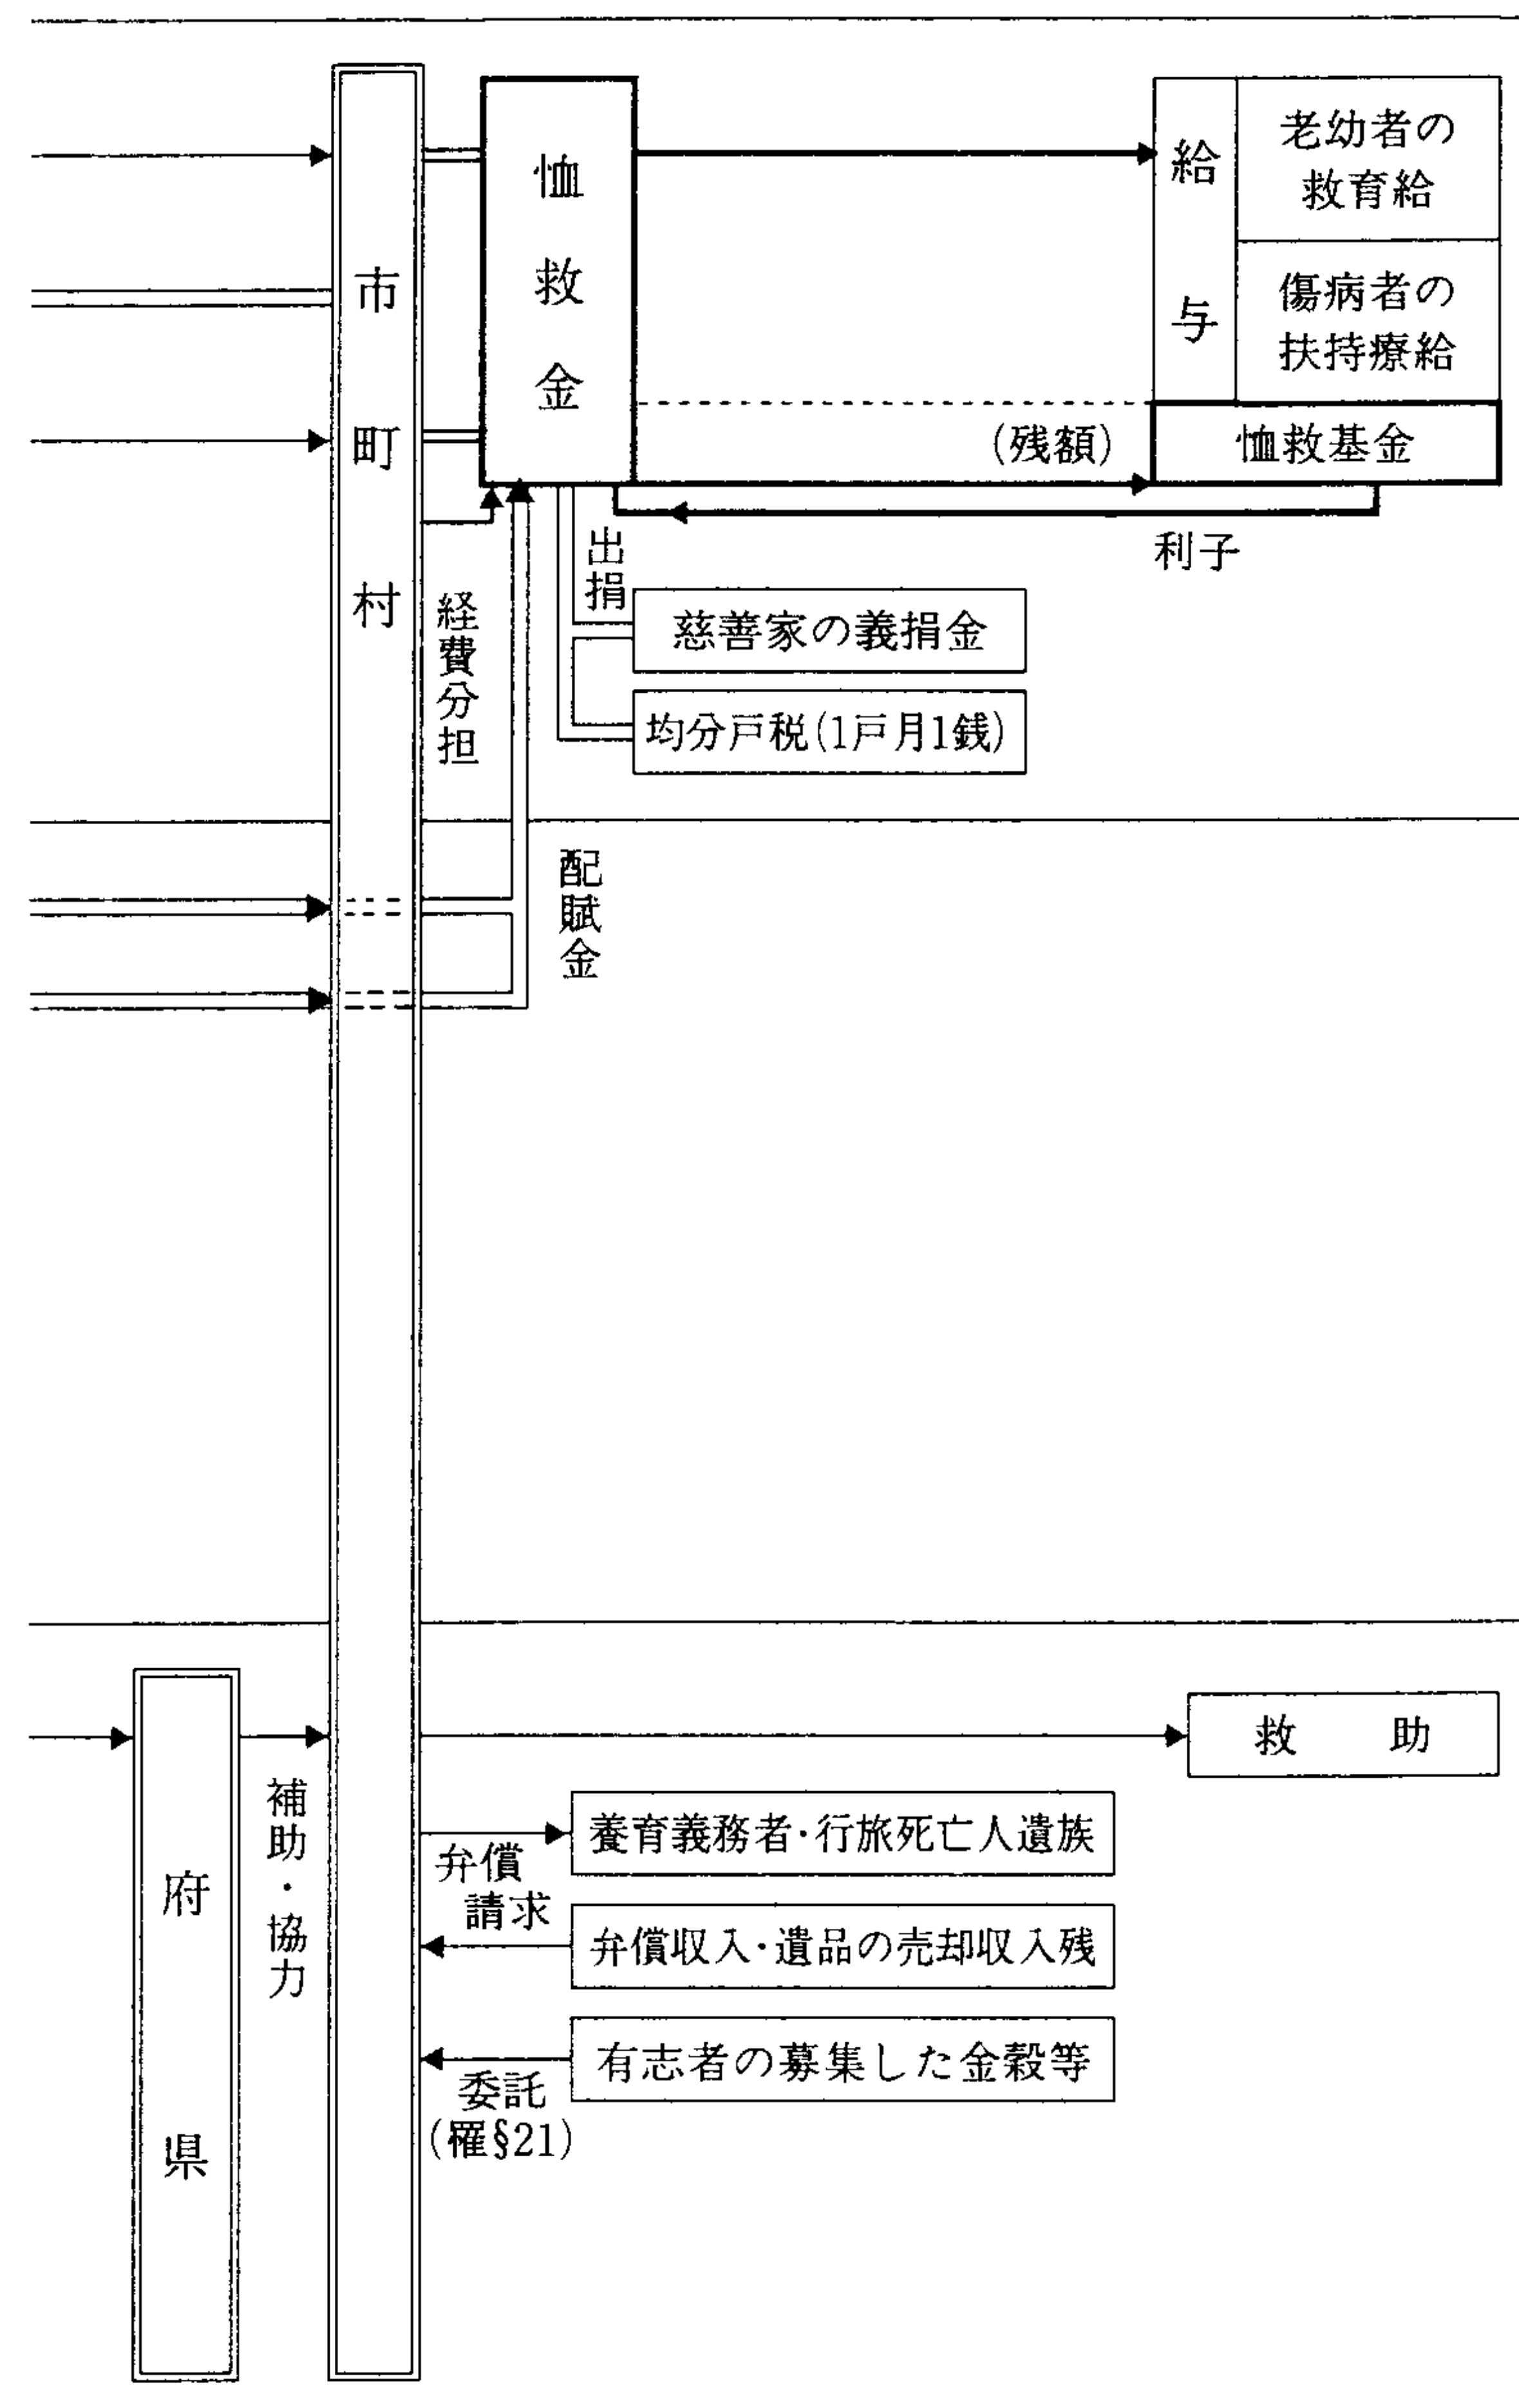 市町村
恤救金
給与
老幼者の
救育給
傷病者の
扶持療給
(残額)
恤救基金
利子
出捐
慈善家の義捐金
均分戸税(1戸月1銭)
経費分担
配賦金
府県
補助・協力
救助
養育義務者・行旅死亡人遺族
弁償
請求
弁償収入・遺品の売却収入残
有志者の募集した金穀等
委託
(罹§21)